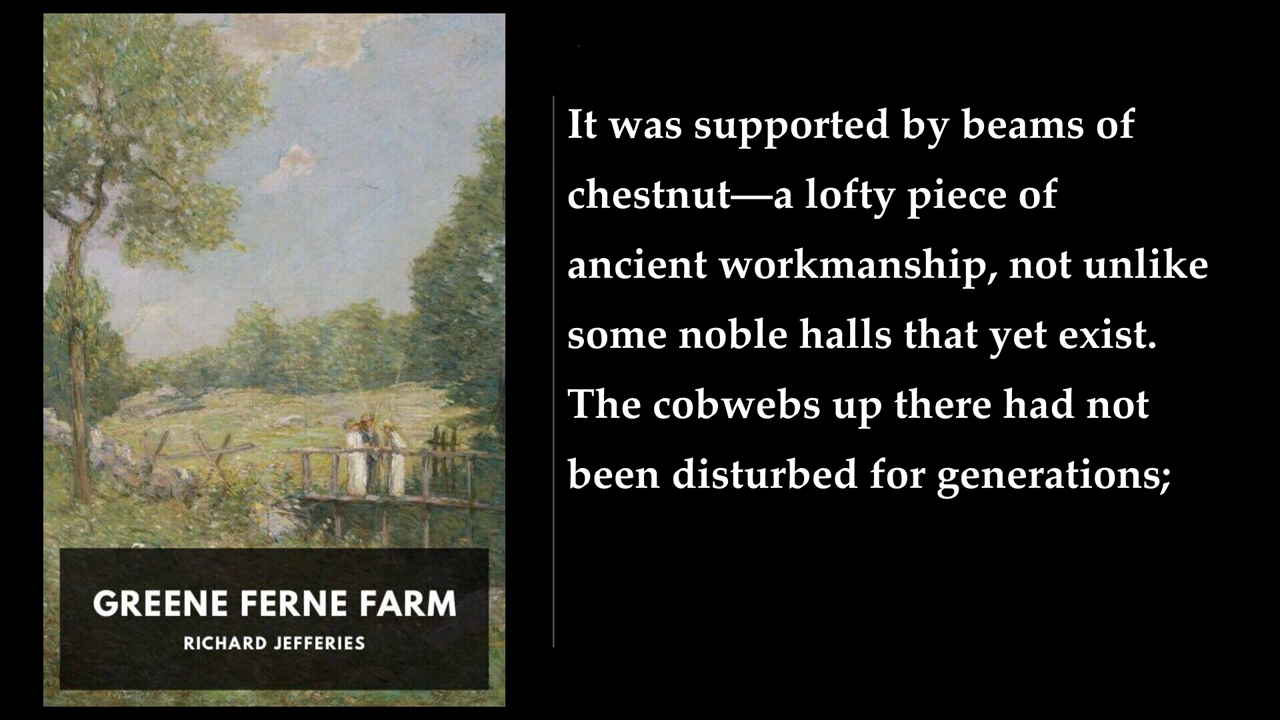 GREENE FERNE FARM
RICHARD JEFFERIES
It was supported by beams of
chestnut—a lofty piece of
ancient workmanship, not unlike
some noble halls that yet exist.
The cobwebs up there had not
been disturbed for generations;